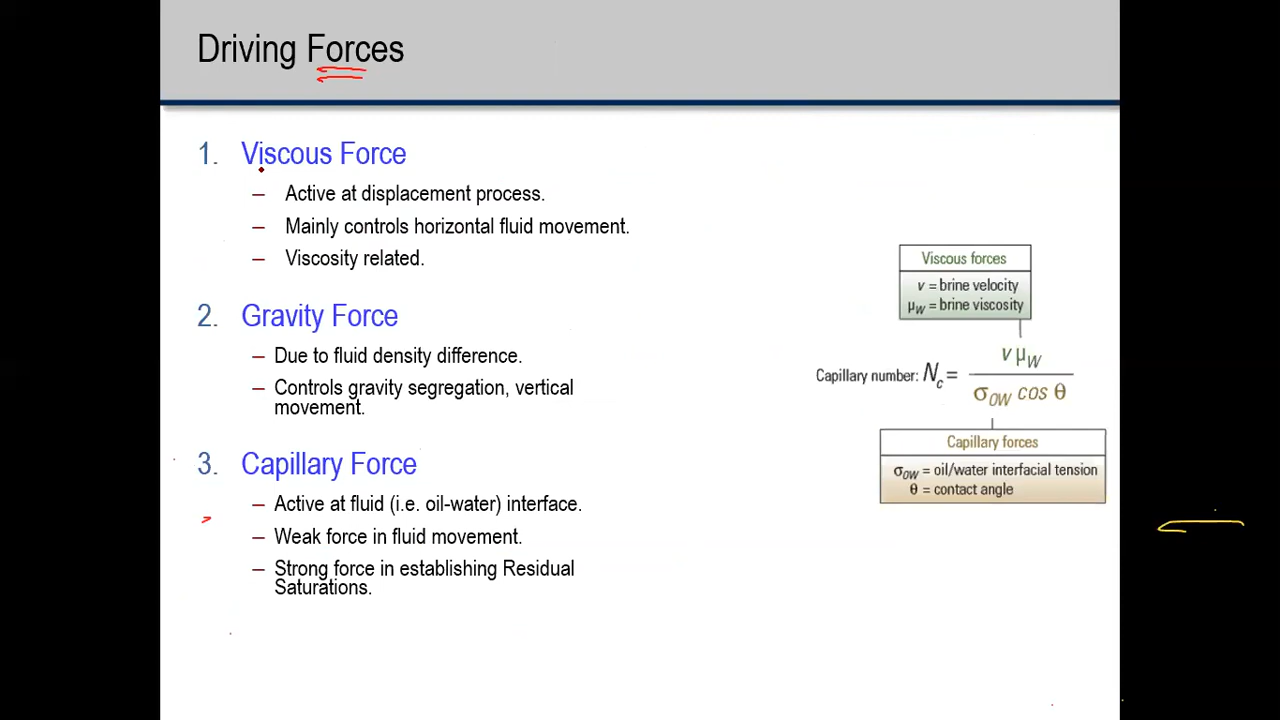 Driving Forces
1. Viscous Force
– Active at displacement process.
– Mainly controls horizontal fluid movement.
– Viscosity related.
2. Gravity Force
– Due to fluid density difference.
– Controls gravity segregation, vertical
movement.
3. Capillary Force
– Active at fluid (i.e. oil-water) interface.
– Weak force in fluid movement.
– Strong force in establishing Residual
Saturations.
Viscous forces
v = brine velocity
μW = brine viscosity
v μW
Capillary number: Nc =
σOW cos θ
Capillary forces
σOW = oil/water interfacial tension
θ = contact angle